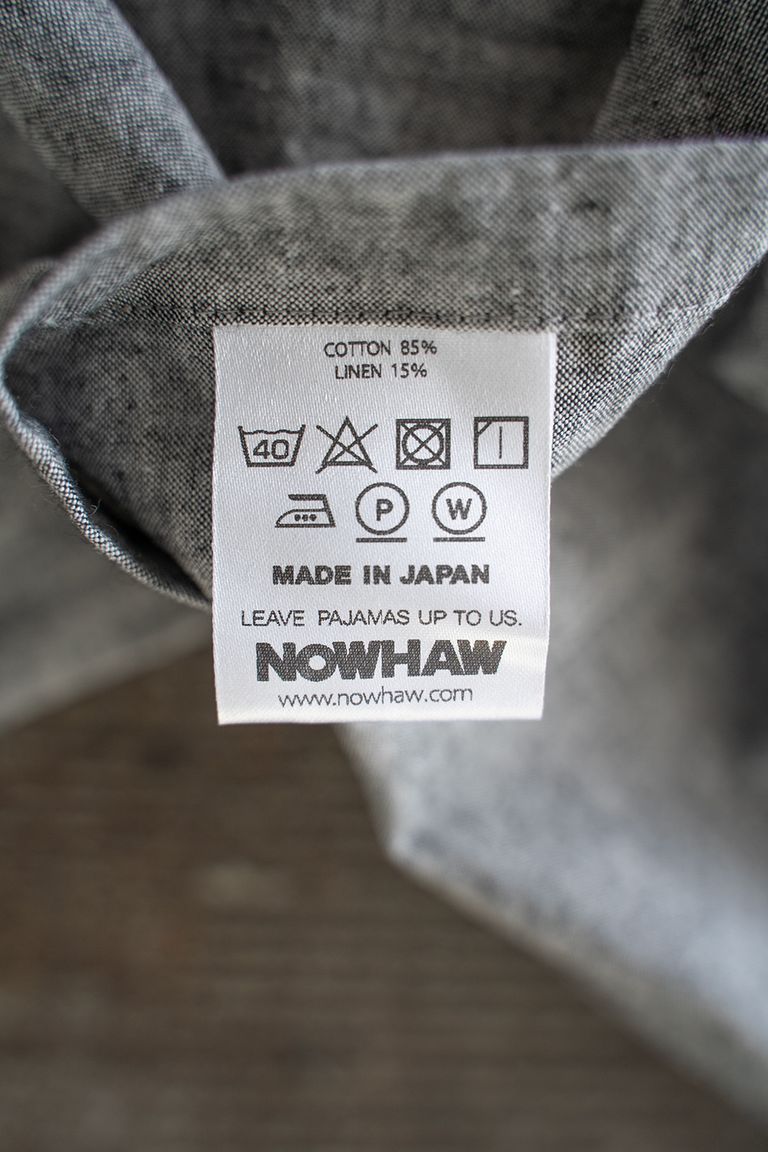 COTTON 85%
LINEN 15%
40
P W
MADE IN JAPAN
LEAVE PAJAMAS UP TO US.
NOWHAW
www.nowhaw.com